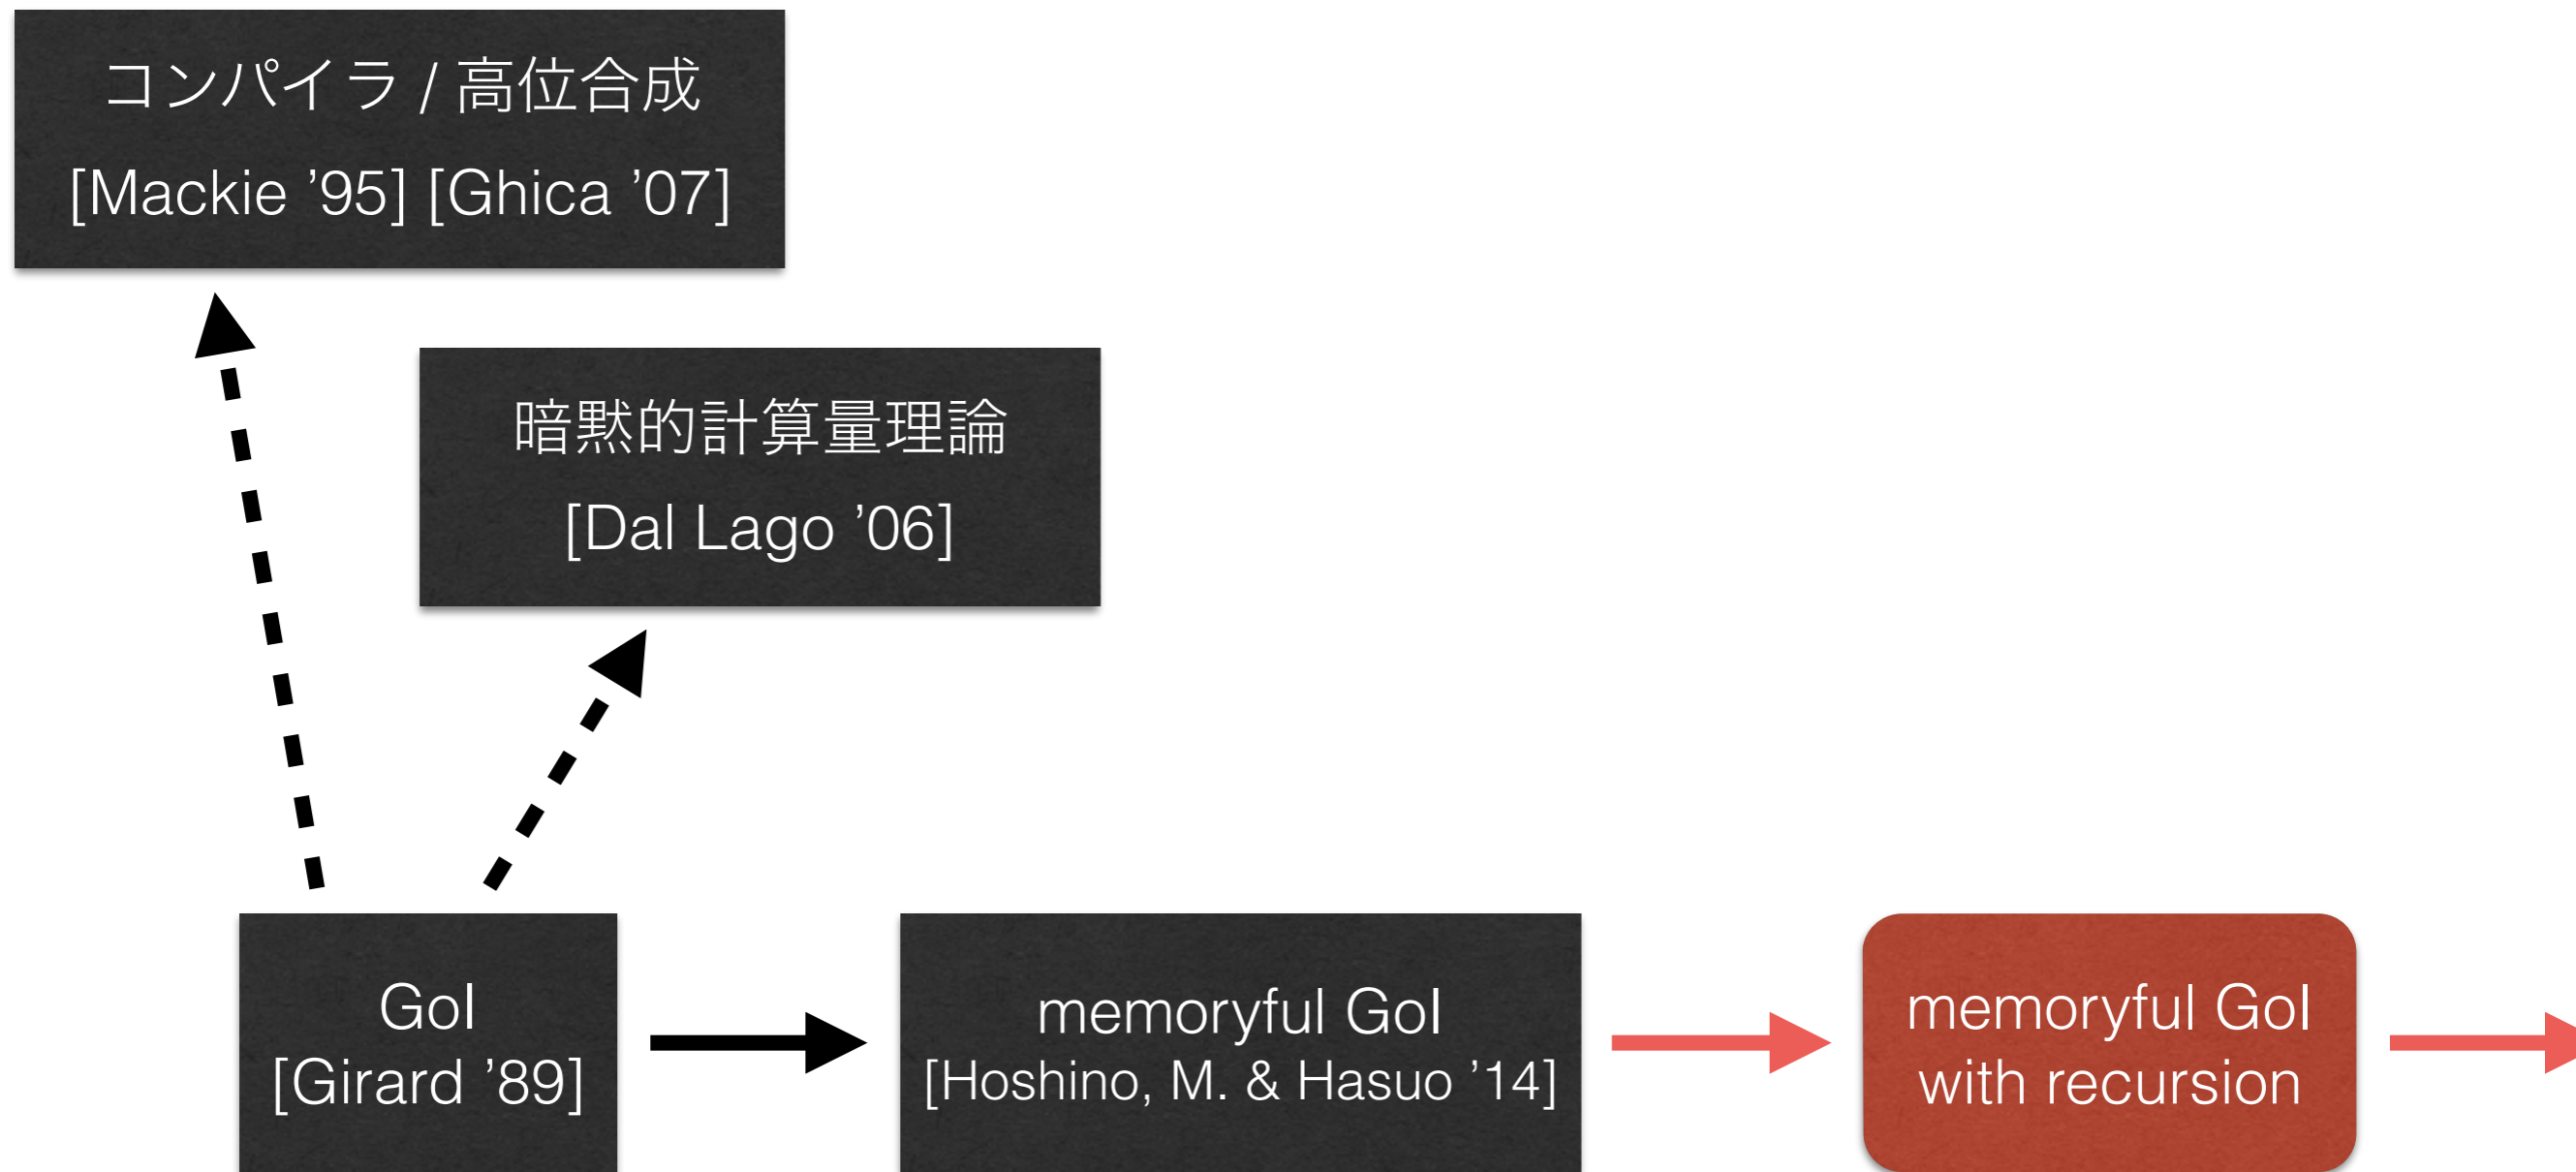 コンパイラ / 高位合成
[Mackie ’95] [Ghica ’07]
暗黙的計算量理論
[Dal Lago ’06]
GoI
[Girard ’89]
memoryful GoI
[Hoshino, M. & Hasuo ’14]
memoryful GoI
with recursion